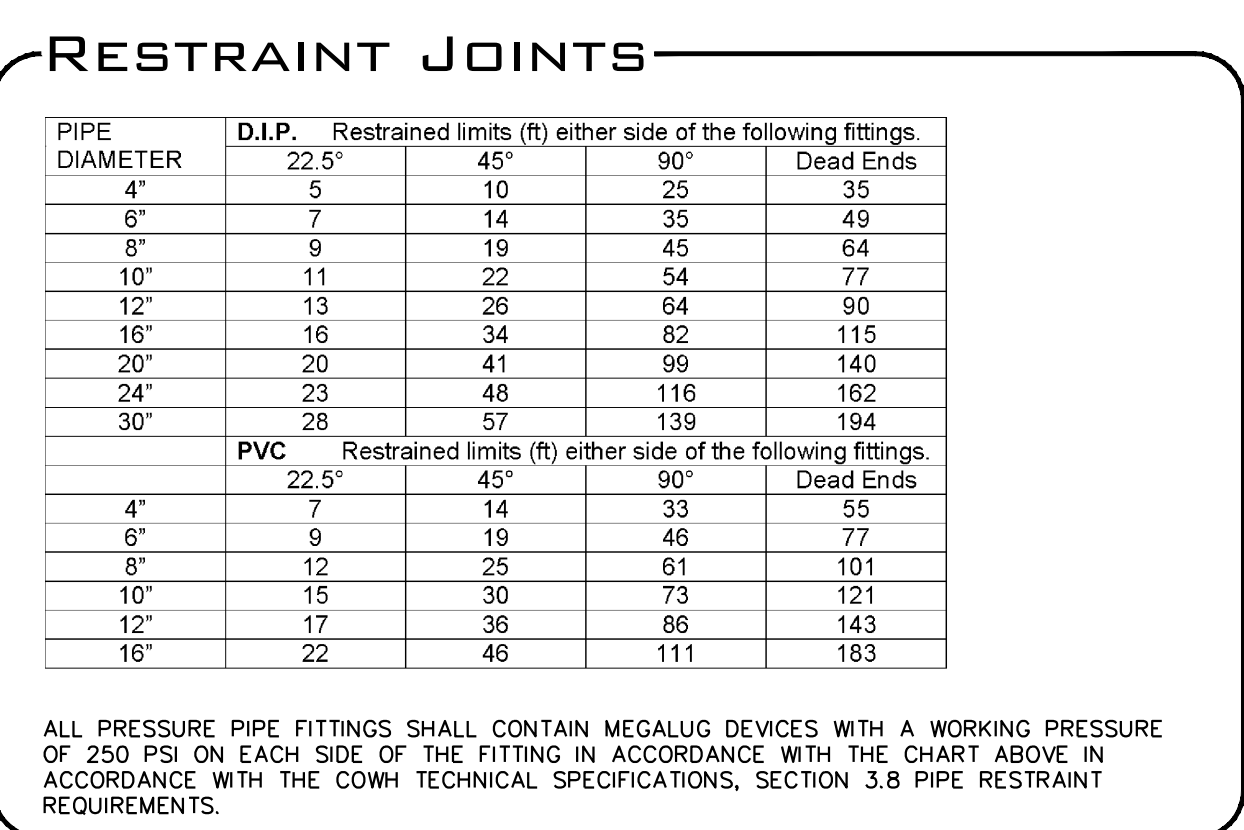 RESTRAINT JOINTS
PIPE DIAMETER D.I.P. Restrained limits (ft) either side of the following fittings.
22.5° 45° 90° Dead Ends
4” 5 10 25 35
6” 7 14 35 49
8” 9 19 45 64
10” 11 22 54 77
12” 13 26 64 90
16” 16 34 82 115
20” 20 41 99 140
24” 23 48 116 162
30” 28 57 139 194
PVC Restrained limits (ft) either side of the following fittings.
22.5° 45° 90° Dead Ends
4” 7 14 33 55
6” 9 19 46 77
8” 12 25 61 101
10” 15 30 73 121
12” 17 36 86 143
16” 22 46 111 183
ALL PRESSURE PIPE FITTINGS SHALL CONTAIN MEGALUG DEVICES WITH A WORKING PRESSURE
OF 250 PSI ON EACH SIDE OF THE FITTING IN ACCORDANCE WITH THE CHART ABOVE IN
ACCORDANCE WITH THE COWH TECHNICAL SPECIFICATIONS, SECTION 3.8 PIPE RESTRAINT
REQUIREMENTS.